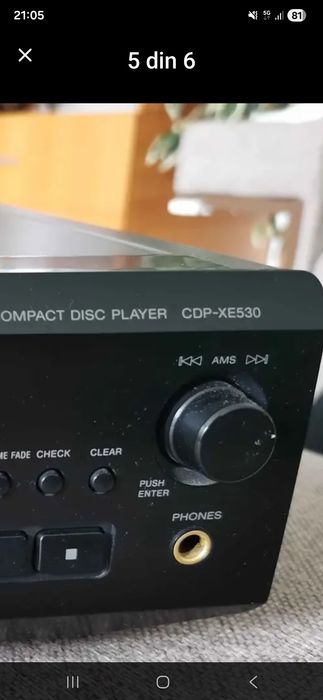 21:05
5G
81
5 din 6
OMPACT DISC PLAYER CDP-XE530
AMS
ME FADE CHECK CLEAR
PUSH
ENTER
PHONES